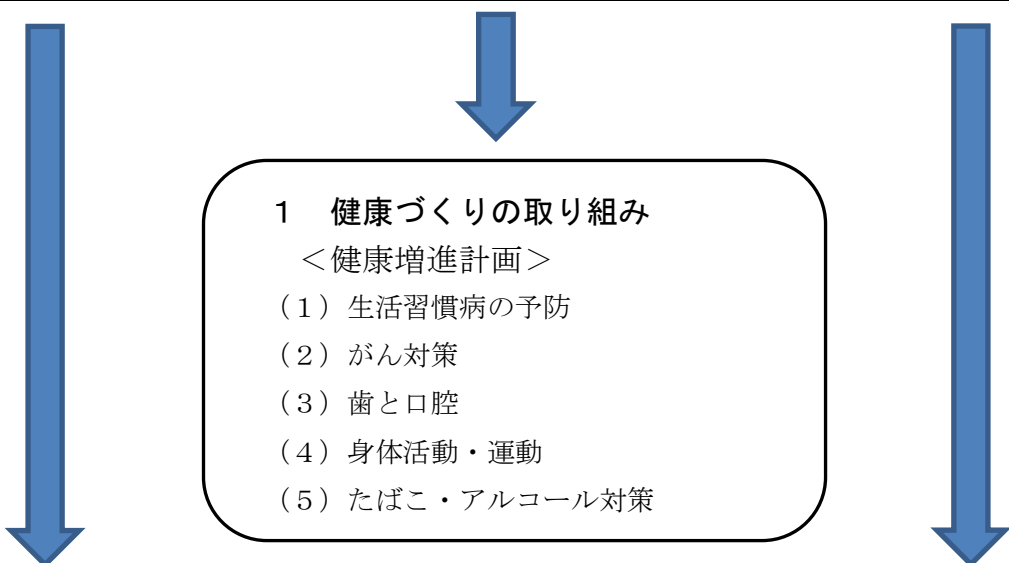 １　健康づくりの取り組み
＜健康増進計画＞
（１）生活習慣病の予防
（２）がん対策
（３）歯と口腔
（４）身体活動・運動
（５）たばこ・アルコール対策